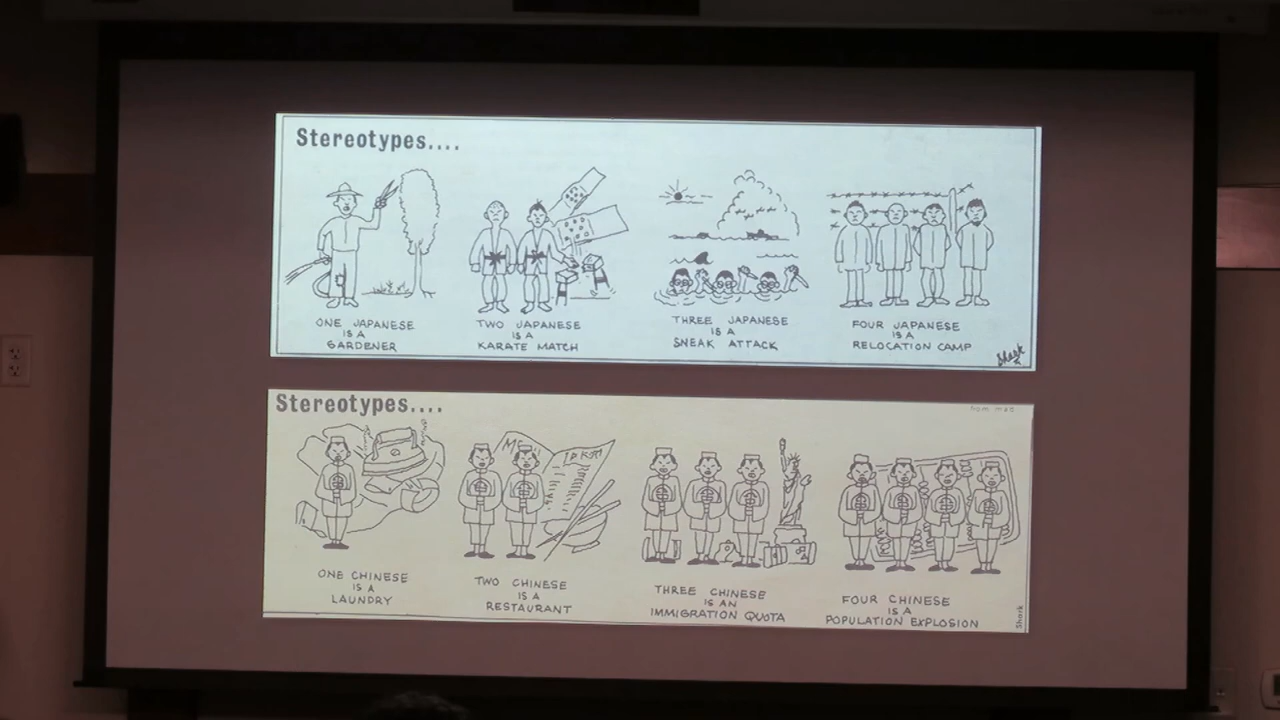 Stereotypes....
ONE JAPANESE
IS A
GARDENER
TWO JAPANESE
IS A
KARATE MATCH
THREE JAPANESE
IS A
SNEAK ATTACK
FOUR JAPANESE
IS A
RELOCATION CAMP
Shark
Stereotypes....
ONE CHINESE
IS A
LAUNDRY
TWO CHINESE
IS A
RESTAURANT
THREE CHINESE
IS AN
IMMIGRATION QUOTA
FOUR CHINESE
IS A
POPULATION EXPLOSION
Shark